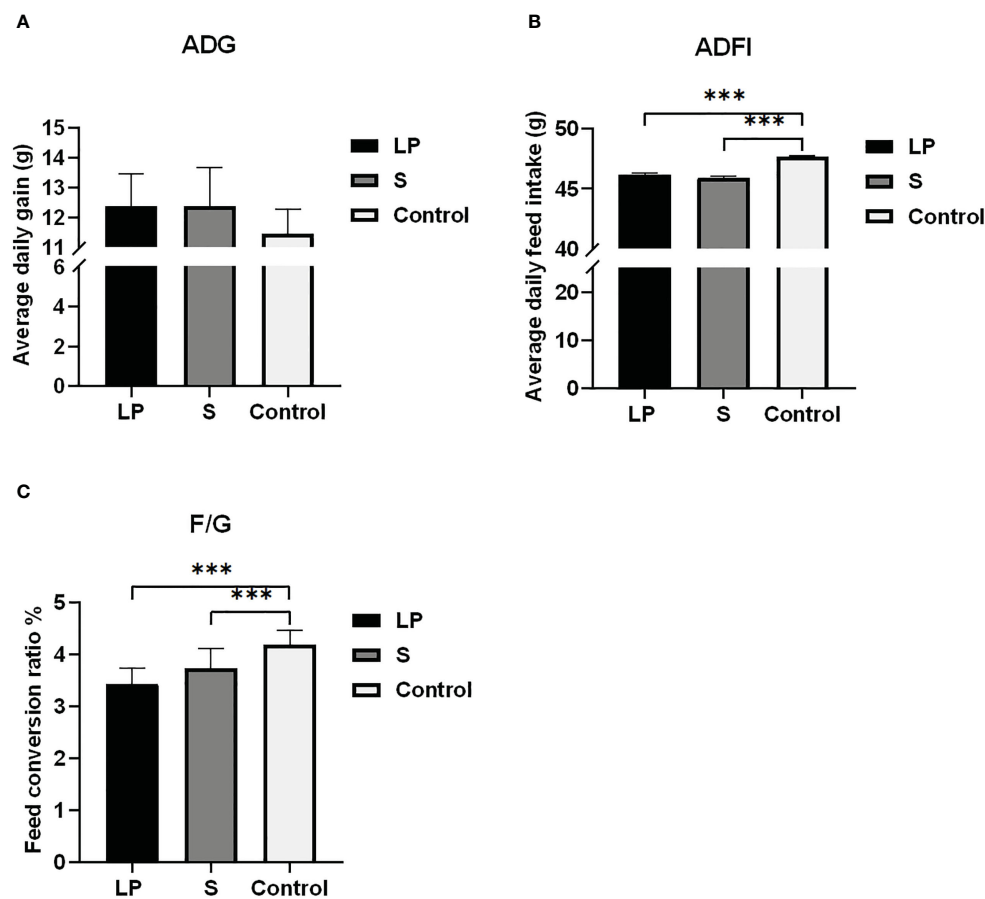 A
ADG
Average daily gain (g)
15
14
13
12
11
6
4
2
0
LP
S
Control
LP
S
Control
B
ADFI
***
***
Average daily feed intake (g)
50
45
40
20
10
0
LP
S
Control
LP
S
Control
C
F/G
***
***
Feed conversion ratio %
5
4
3
2
1
0
LP
S
Control
LP
S
Control